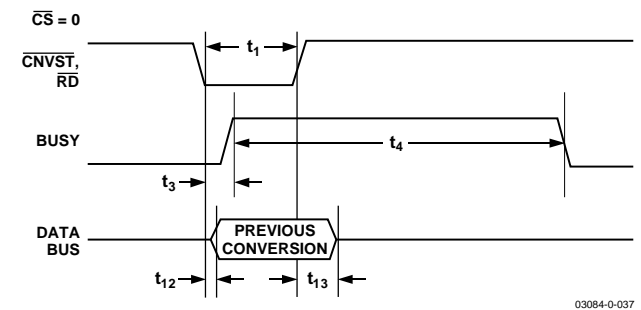 CS = 0
t1
CNVST,
RD
BUSY
t4
t3
DATA
BUS
PREVIOUS
CONVERSION
t12
t13
03084-0-037